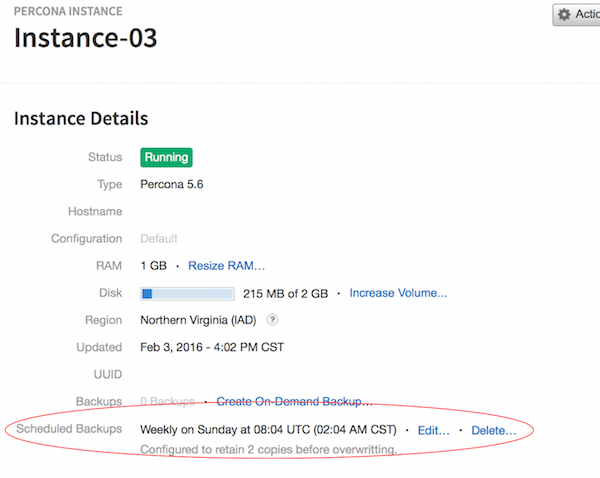 PERCONA INSTANCE
Instance-03
Actio
Instance Details
Status Running
Type Percona 5.6
Hostname
Configuration Default
RAM 1 GB · Resize RAM...
Disk 215 MB of 2 GB · Increase Volume...
Region Northern Virginia (IAD) ?
Updated Feb 3, 2016 - 4:02 PM CST
UUID
Backups 0 Backups · Create On-Demand Backup...
Scheduled Backups Weekly on Sunday at 08:04 UTC (02:04 AM CST) · Edit... · Delete...
Configured to retain 2 copies before overwritting.